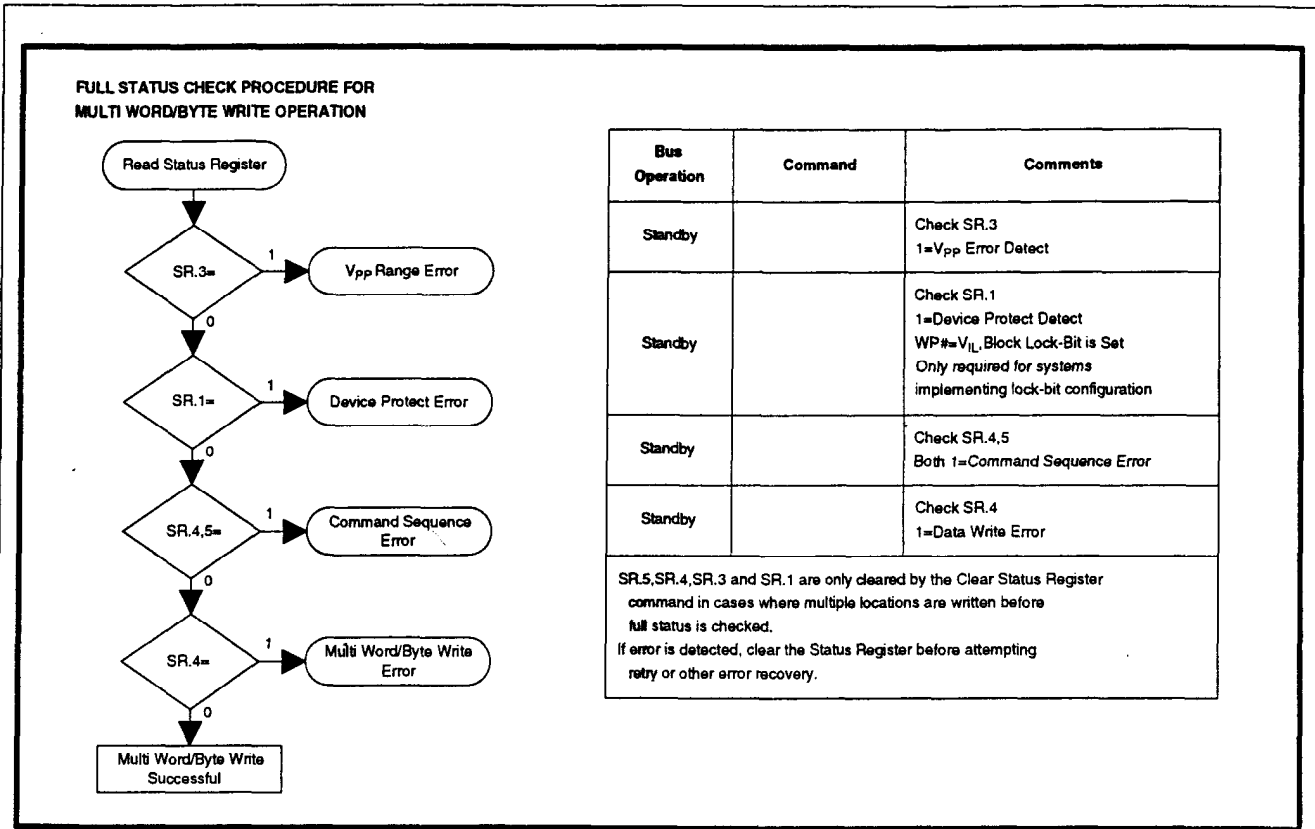 FULL STATUS CHECK PROCEDURE FOR
MULTI WORD/BYTE WRITE OPERATION
Read Status Register
SR.3=
1
VPP Range Error
0
SR.1=
1
Device Protect Error
0
SR.4,5=
1
Command Sequence
Error
0
SR.4=
1
Multi Word/Byte Write
Error
0
Multi Word/Byte Write
Successful
Bus
Operation
Command
Comments
Standby
Check SR.3
1=VPP Error Detect
Standby
Check SR.1
1=Device Protect Detect
WP#=VIL,Block Lock-Bit is Set
Only required for systems
implementing lock-bit configuration
Standby
Check SR.4,5
Both 1=Command Sequence Error
Standby
Check SR.4
1=Data Write Error
SR.5,SR.4,SR.3 and SR.1 are only cleared by the Clear Status Register
command in cases where multiple locations are written before
full status is checked.
If error is detected, clear the Status Register before attempting
retry or other error recovery.